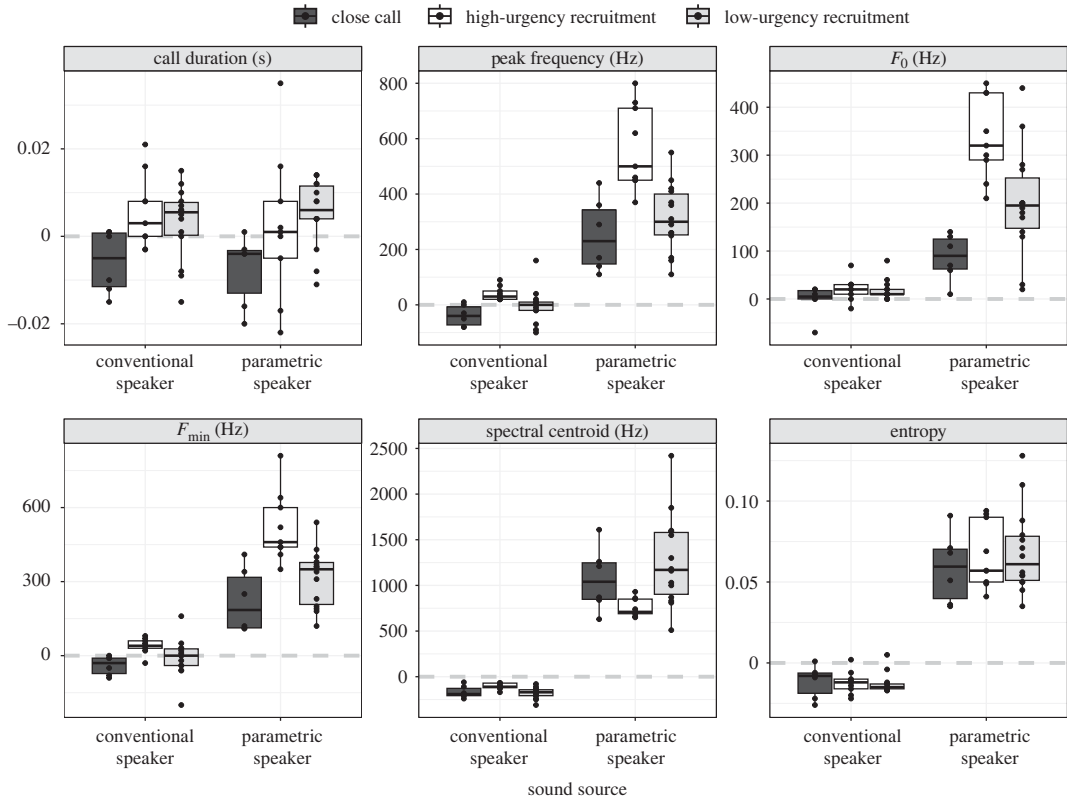 close call high-urgency recruitment low-urgency recruitment
call duration (s) peak frequency (Hz) F0 (Hz)
0.02
0
–0.02
800
600
400
200
0
400
300
200
100
0
conventional speaker parametric speaker
conventional speaker parametric speaker
conventional speaker parametric speaker
Fmin (Hz) spectral centroid (Hz) entropy
600
300
0
2500
2000
1500
1000
500
0
0.10
0.05
0
conventional speaker parametric speaker
conventional speaker parametric speaker
conventional speaker parametric speaker
sound source